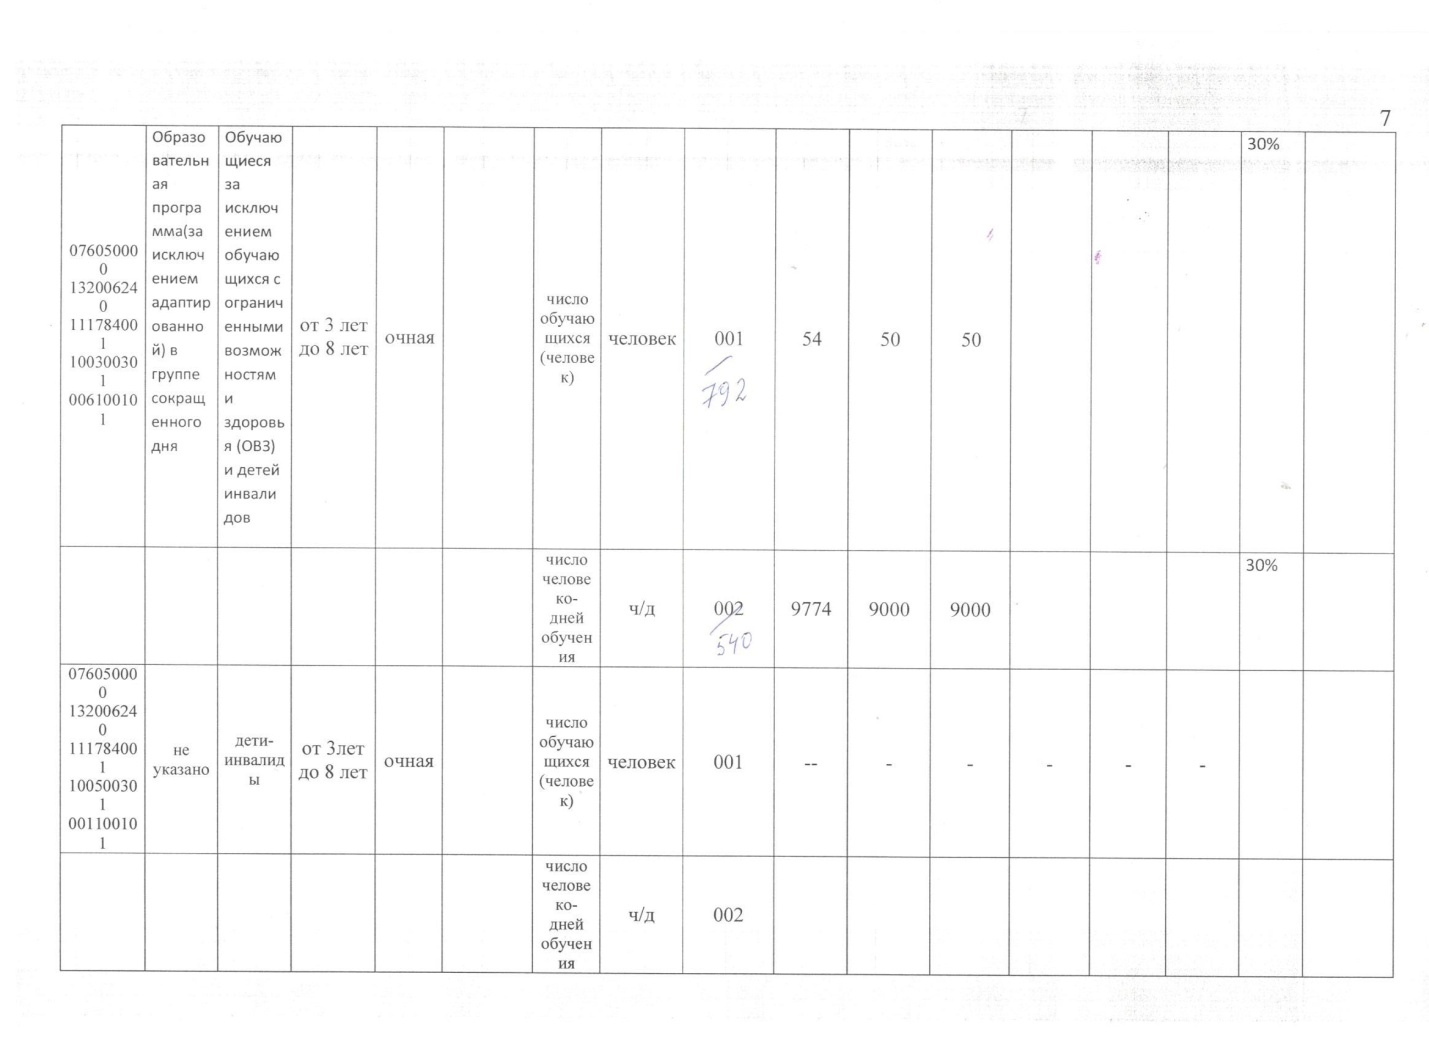 7
07605000
0
13200624
0
11178400
1
10030030
1
00610010
1
Образо
вательн
ая
програ
мма(за
исключ
ением
адаптир
ованно
й) в
группе
сокращ
енного
дня
Обучаю
щиеся
за
исключ
ением
обучаю
щихся с
огранич
енными
возмож
ностям
и
здоровь
я (ОВЗ)
и детей
инвали
дов
от 3 лет
до 8 лет
очная
число
обучаю
щихся
(челове
к)
человек
001
792
54
50
50
30%
число
челове
ко-
дней
обучен
ия
ч/д
002
540
9774
9000
9000
30%
07605000
0
13200624
0
11178400
1
10050030
1
00110010
1
не
указано
дети-
инвалид
ы
от 3лет
до 8 лет
очная
число
обучаю
щихся
(челове
к)
человек
001
--
-
-
-
-
-
число
челове
ко-
дней
обучен
ия
ч/д
002